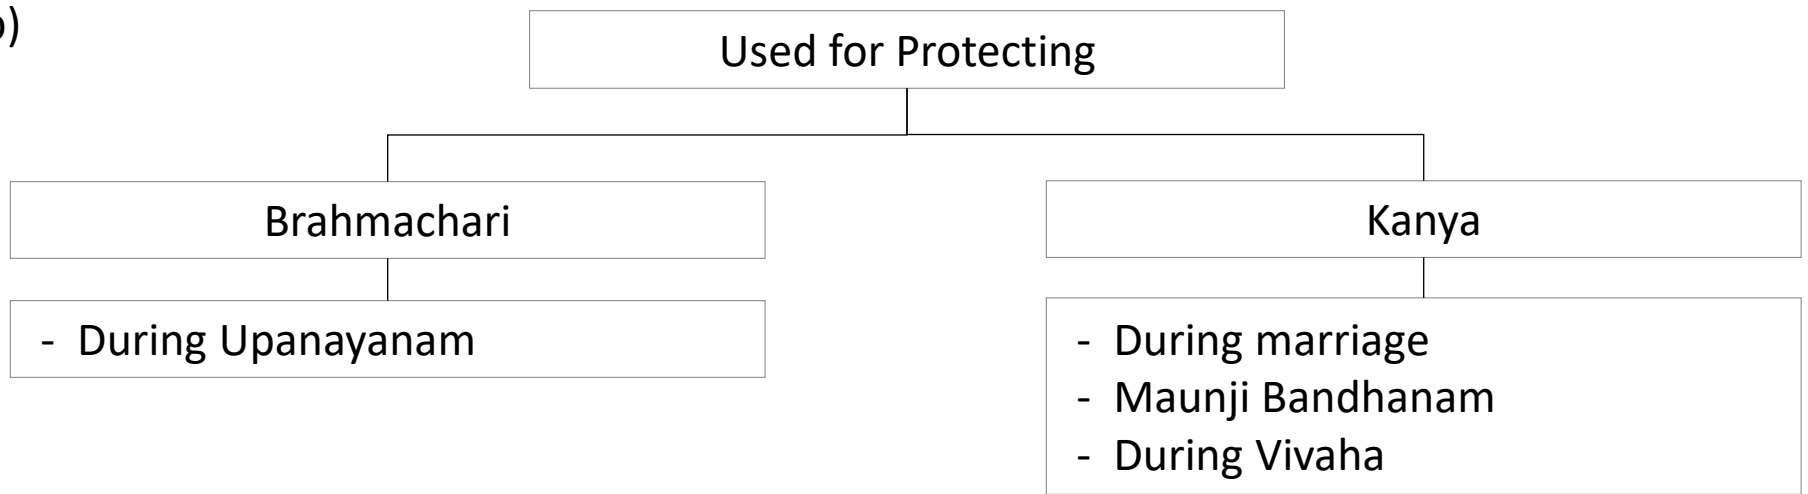 b)
Used for Protecting
Brahmachari
Kanya
- During Upanayanam
- During marriage
- Maunji Bandhanam
- During Vivaha